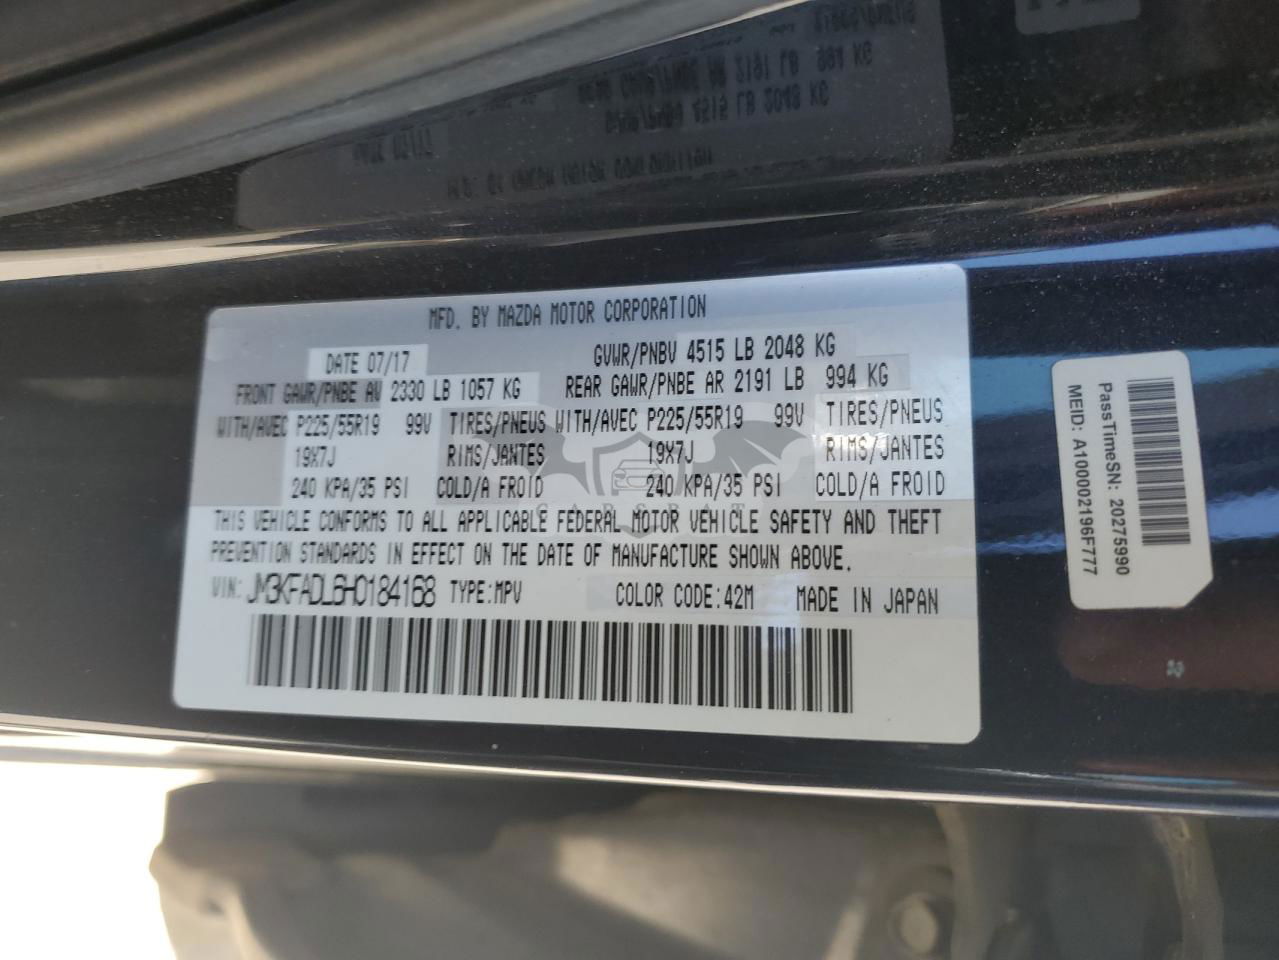 MFD. BY MAZDA MOTOR CORPORATION
DATE 07/17 GVWR/PNBV 4515 LB 2048 KG
FRONT GAWR/PNBE AV 2330 LB 1057 KG REAR GAWR/PNBE AR 2191 LB 994 KG
WITH/AVEC P225/55R19 99V TIRES/PNEUS WITH/AVEC P225/55R19 99V TIRES/PNEUS
19X7J RIMS/JANTES 19X7J RIMS/JANTES
240 KPA/35 PSI COLD/A FROID 240 KPA/35 PSI COLD/A FROID
THIS VEHICLE CONFORMS TO ALL APPLICABLE FEDERAL MOTOR VEHICLE SAFETY AND THEFT
PREVENTION STANDARDS IN EFFECT ON THE DATE OF MANUFACTURE SHOWN ABOVE.
VIN: JM3KFADL6H0184168 TYPE:MPV COLOR CODE:42M MADE IN JAPAN
PassTimeSN: 20275990
MEID: A100002196F777